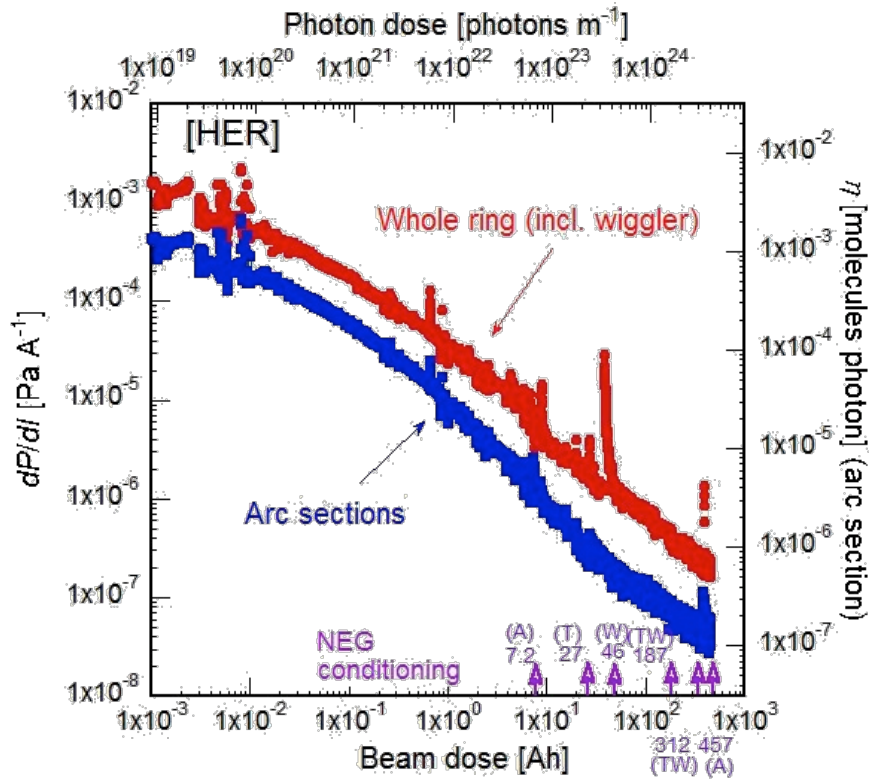 Photon dose [photons m⁻¹]
1x10¹⁹ 1x10²⁰ 1x10²¹ 1x10²² 1x10²³ 1x10²⁴
[HER]
Whole ring (incl. wiggler)
Arc sections
NEG
conditioning
(A) (T) (W) (TW)
7.2 27 46 187
1x10⁻²
1x10⁻³
1x10⁻⁴
1x10⁻⁵
1x10⁻⁶
1x10⁻⁷
1x10⁻⁸
dP/dI [Pa A⁻¹]
1x10⁻²
1x10⁻³
1x10⁻⁴
1x10⁻⁵
1x10⁻⁶
1x10⁻⁷
η [molecules photon] (arc section)
1x10⁻³ 1x10⁻² 1x10⁻¹ 1x10⁰ 1x10¹ 1x10² 1x10³
Beam dose [Ah]
312 457
(TW) (A)